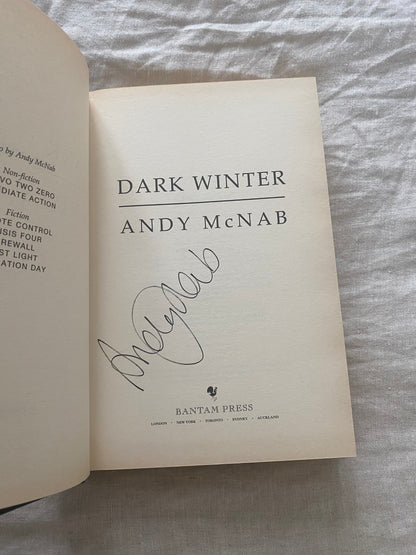 o by Andy McNab
Non-fiction
VO TWO ZERO
DIATE ACTION
Fiction
OTE CONTROL
ISIS FOUR
REWALL
ST LIGHT
ATION DAY
DARK WINTER
ANDY McNAB
Andy McNab
BANTAM PRESS
LONDON • NEW YORK • TORONTO • SYDNEY • AUCKLAND